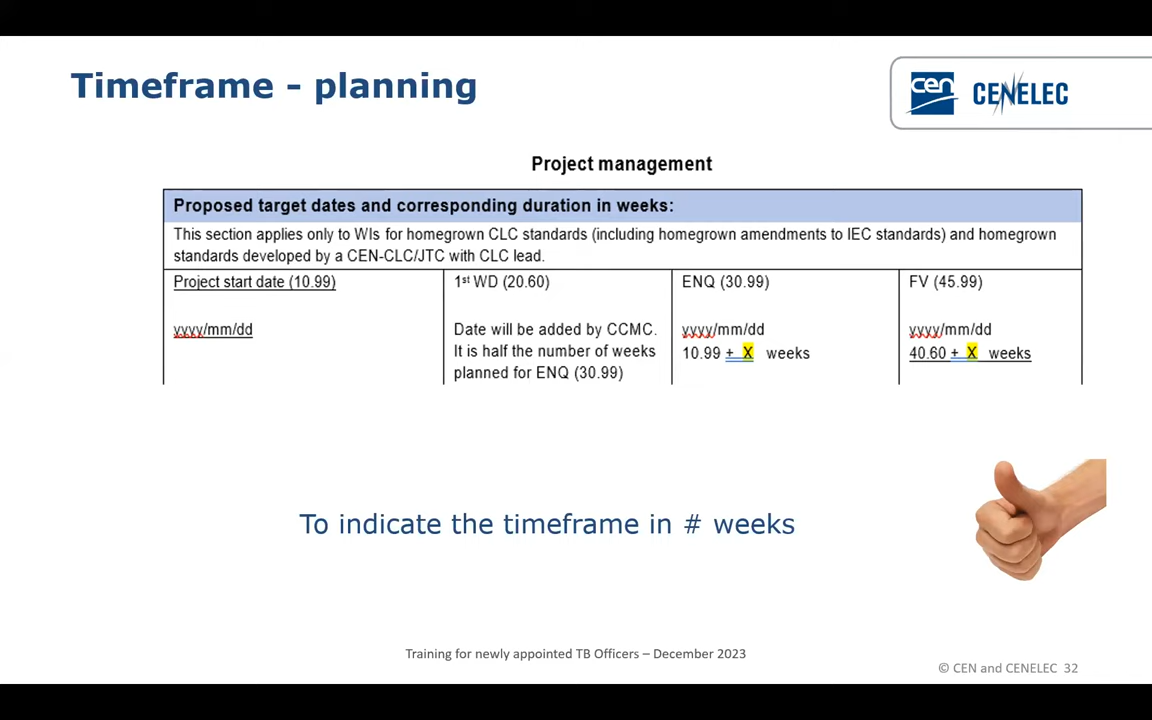 Timeframe - planning
cen CENELEC
Project management
Proposed target dates and corresponding duration in weeks:
This section applies only to WIs for homegrown CLC standards (including homegrown amendments to IEC standards) and homegrown
standards developed by a CEN-CLC/JTC with CLC lead.
Project start date (10.99)
yyyy/mm/dd
1st WD (20.60)
Date will be added by CCMC.
It is half the number of weeks
planned for ENQ (30.99)
ENQ (30.99)
yyyy/mm/dd
10.99 + X weeks
FV (45.99)
yyyy/mm/dd
40.60 + X weeks
To indicate the timeframe in # weeks
Training for newly appointed TB Officers – December 2023
© CEN and CENELEC 32